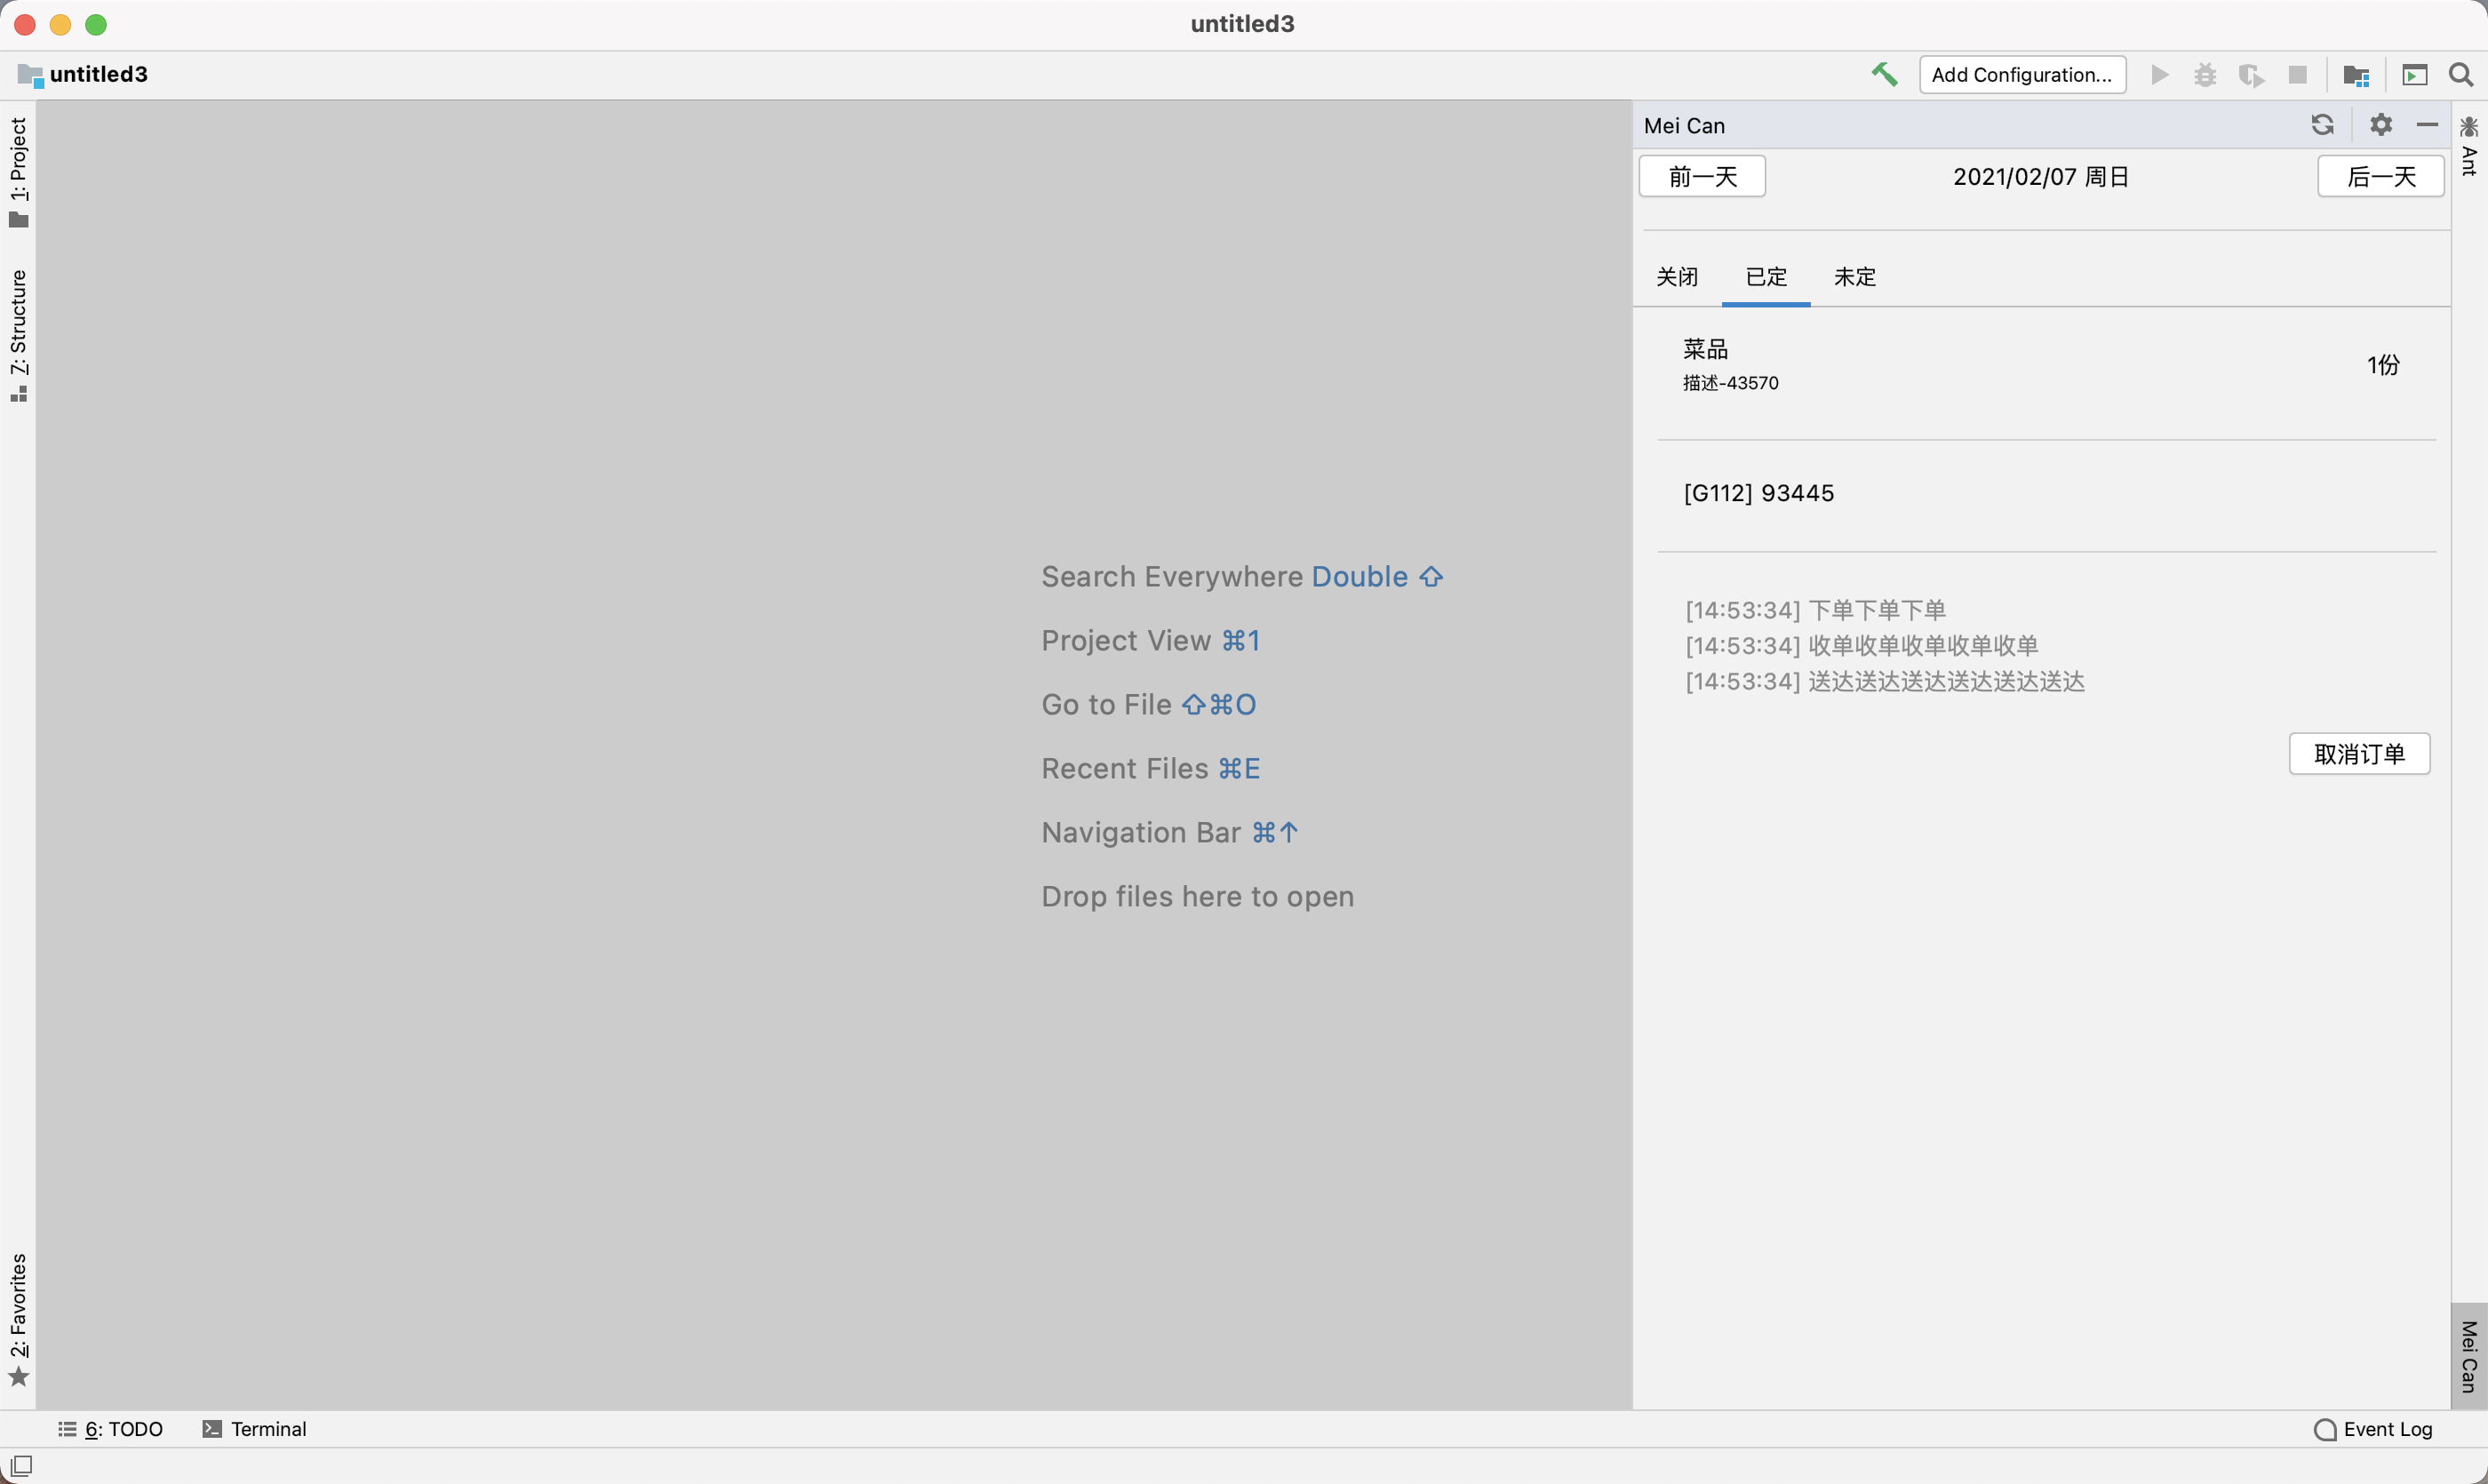 untitled3
untitled3
Add Configuration...
1: Project
7: Structure
2: Favorites
Search Everywhere Double ⇧
Project View ⌘1
Go to File ⇧⌘O
Recent Files ⌘E
Navigation Bar ⌘↑
Drop files here to open
Mei Can
前一天 2021/02/07 周日 后一天
关闭 已定 未定
菜品
描述-43570
1份
[G112] 93445
[14:53:34] 下单下单下单
[14:53:34] 收单收单收单收单收单
[14:53:34] 送达送达送达送达送达送达
取消订单
Ant
Mei Can
6: TODO Terminal Event Log